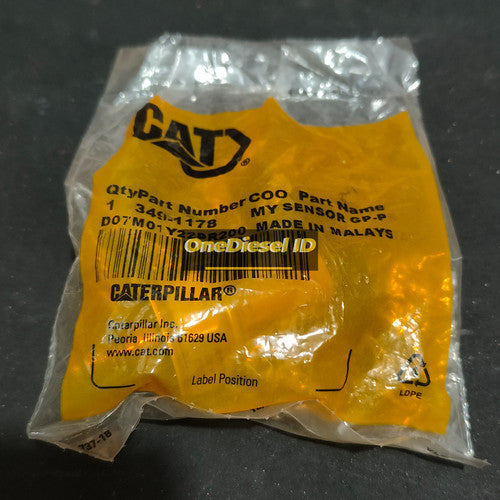 CAT®
Qty Part Number COO Part Name
1 349-1178 MY SENSOR GP-P
D07M01Y229R200 MADE IN MALAYS
OneDiesel ID
CATERPILLAR®
Caterpillar Inc.
Peoria, Illinois 61629 USA
www.cat.com
Label Position
LDPE